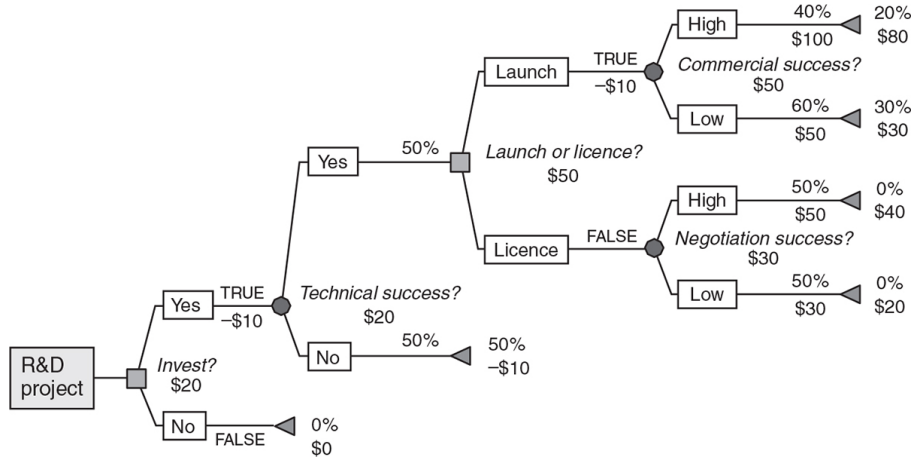 High
40%
$100
20%
$80
Launch
TRUE
−$10
Commercial success?
$50
Low
60%
$50
30%
$30
Yes
50%
Launch or licence?
$50
High
50%
$50
0%
$40
Licence
FALSE
Negotiation success?
$30
Low
50%
$30
0%
$20
Yes
TRUE
−$10
Technical success?
$20
No
50%
50%
−$10
R&D
project
Invest?
$20
No
FALSE
0%
$0